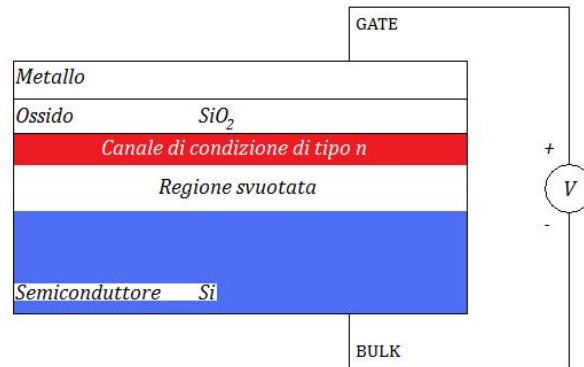 GATE
Metallo
Ossido SiO₂
Canale di condizione di tipo n
Regione svuotata
+
V
-
Semiconduttore Si
BULK